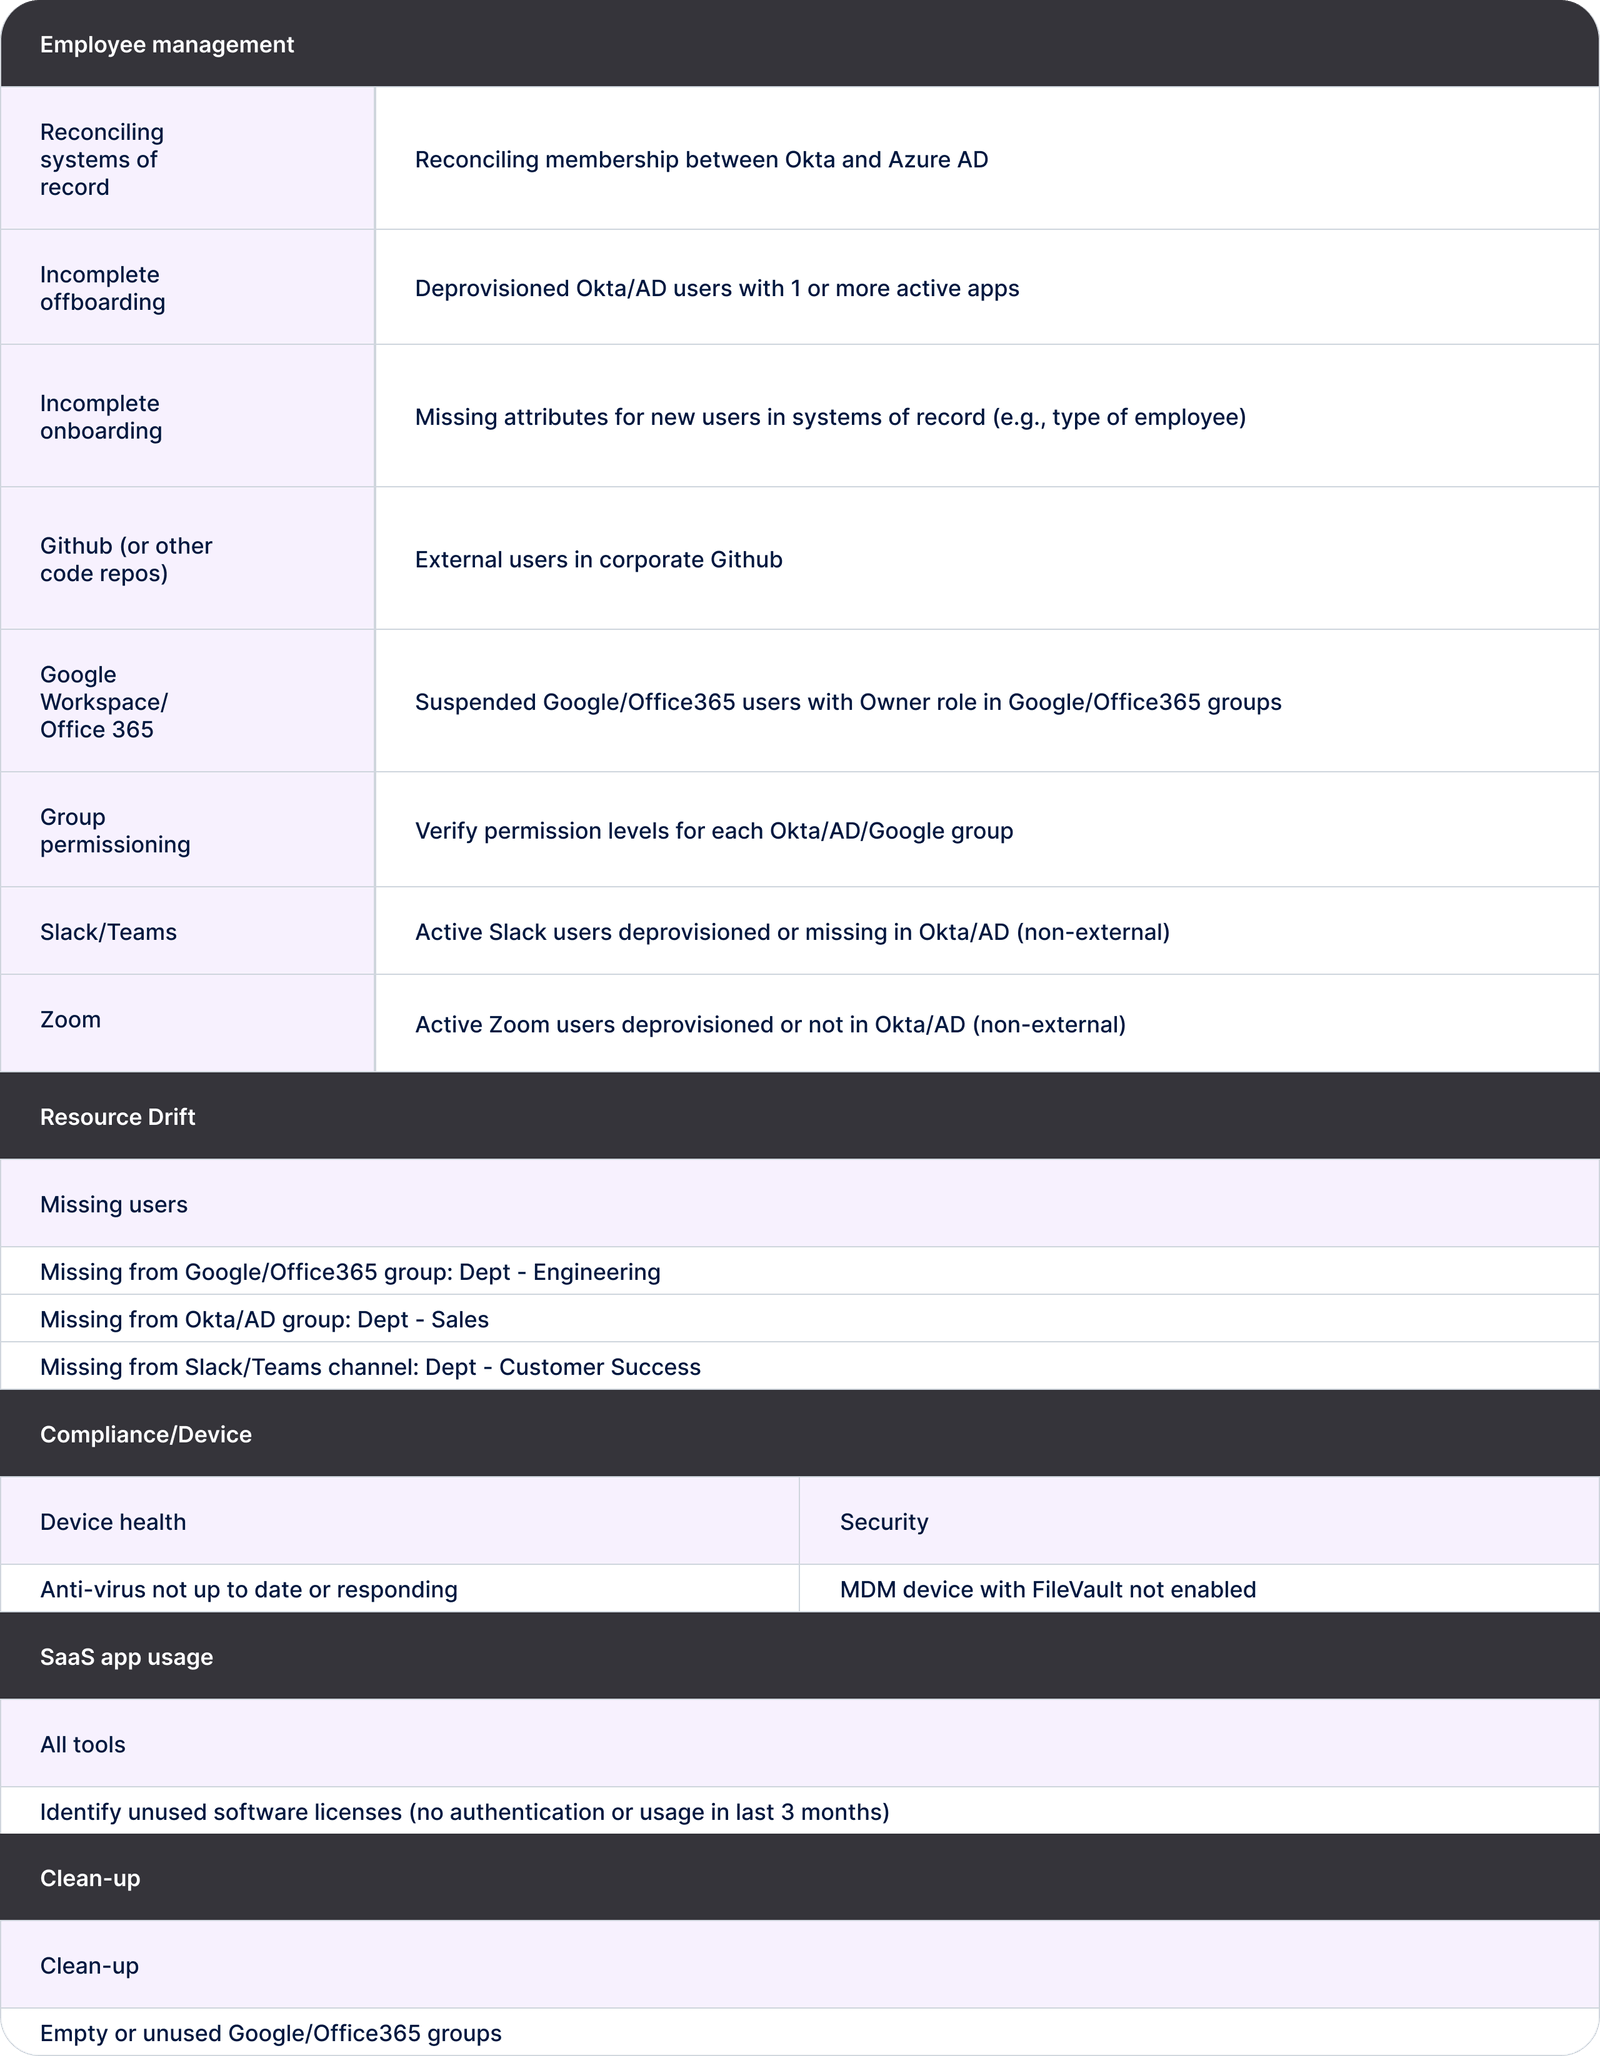 Employee management
Reconciling
systems of
record
Reconciling membership between Okta and Azure AD
Incomplete
offboarding
Deprovisioned Okta/AD users with 1 or more active apps
Incomplete
onboarding
Missing attributes for new users in systems of record (e.g., type of employee)
Github (or other
code repos)
External users in corporate Github
Google
Workspace/
Office 365
Suspended Google/Office365 users with Owner role in Google/Office365 groups
Group
permissioning
Verify permission levels for each Okta/AD/Google group
Slack/Teams
Active Slack users deprovisioned or missing in Okta/AD (non-external)
Zoom
Active Zoom users deprovisioned or not in Okta/AD (non-external)
Resource Drift
Missing users
Missing from Google/Office365 group: Dept - Engineering
Missing from Okta/AD group: Dept - Sales
Missing from Slack/Teams channel: Dept - Customer Success
Compliance/Device
Device health
Security
Anti-virus not up to date or responding
MDM device with FileVault not enabled
SaaS app usage
All tools
Identify unused software licenses (no authentication or usage in last 3 months)
Clean-up
Clean-up
Empty or unused Google/Office365 groups